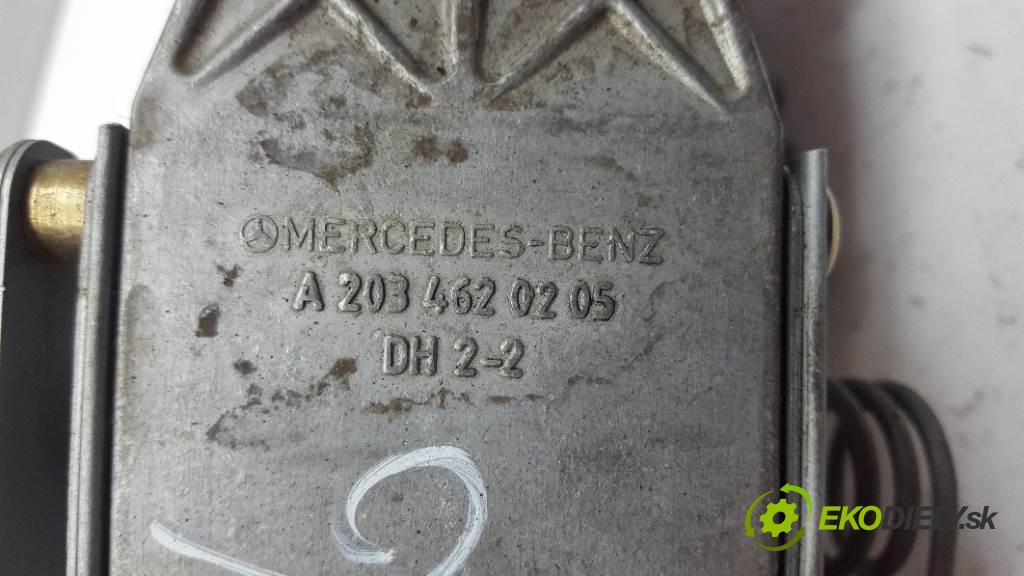 MERCEDES-BENZ
A 203 462 02 05
DH 2-2
EKODIELY.sk